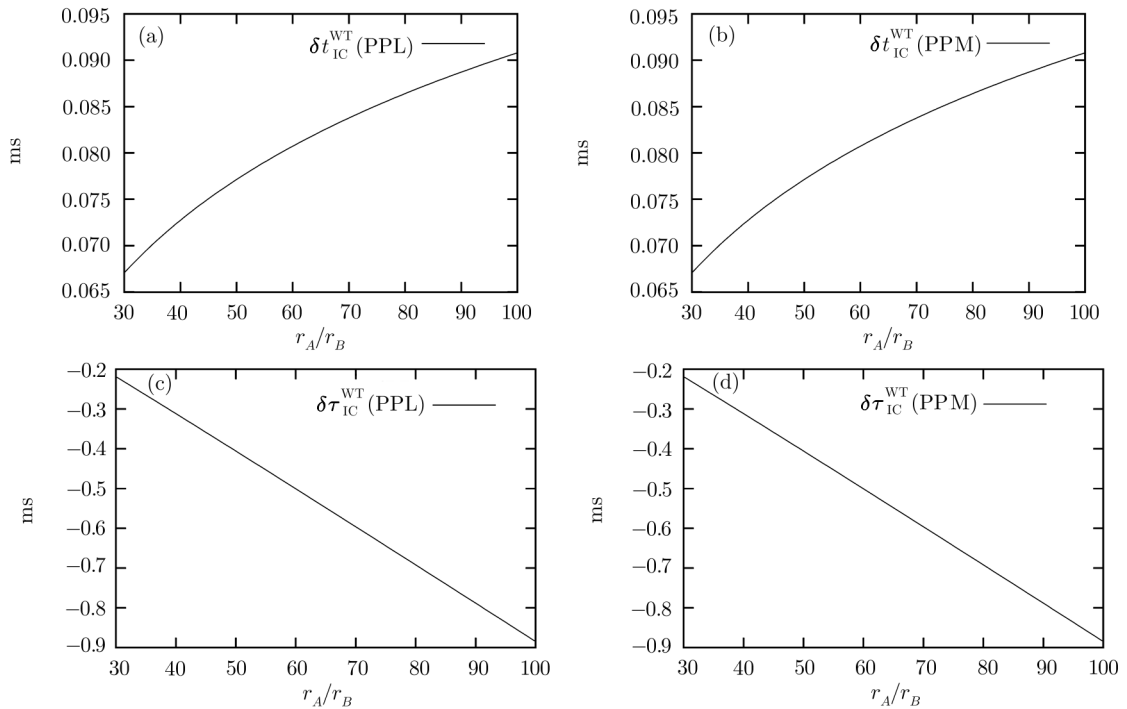 0.095
0.090
0.085
0.080
0.075
0.070
0.065
ms
(a)
δt_IC^WT(PPL)
30 40 50 60 70 80 90 100
r_A/r_B
0.095
0.090
0.085
0.080
0.075
0.070
0.065
ms
(b)
δt_IC^WT(PPM)
30 40 50 60 70 80 90 100
r_A/r_B
−0.2
−0.3
−0.4
−0.5
−0.6
−0.7
−0.8
−0.9
ms
(c)
δτ_IC^WT(PPL)
30 40 50 60 70 80 90 100
r_A/r_B
−0.2
−0.3
−0.4
−0.5
−0.6
−0.7
−0.8
−0.9
ms
(d)
δτ_IC^WT(PPM)
30 40 50 60 70 80 90 100
r_A/r_B